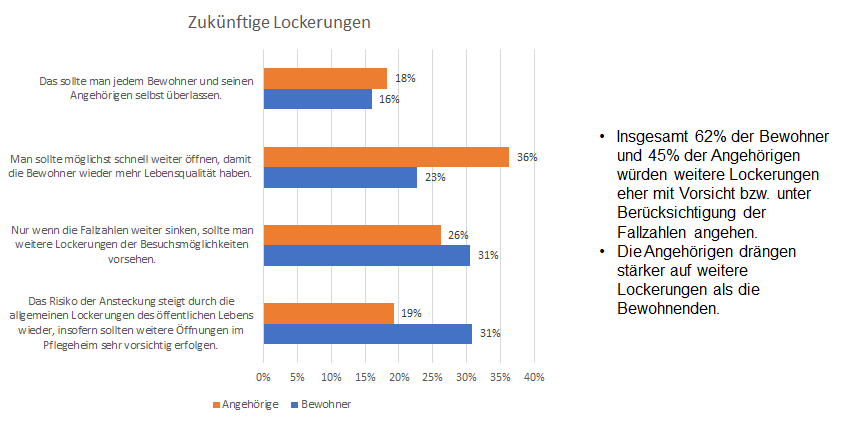 Zukünftige Lockerungen
Das sollte man jedem Bewohner und seinen
Angehörigen selbst überlassen.
18%
16%
Man sollte möglichst schnell weiter öffnen, damit
die Bewohner wieder mehr Lebensqualität haben.
36%
23%
Nur wenn die Fallzahlen weiter sinken, sollte man
weitere Lockerungen der Besuchsmöglichkeiten
vorsehen.
26%
31%
Das Risiko der Ansteckung steigt durch die
allgemeinen Lockerungen des öffentlichen Lebens
wieder, insofern sollten weitere Öffnungen im
Pflegeheim sehr vorsichtig erfolgen.
19%
31%
0% 5% 10% 15% 20% 25% 30% 35% 40%
Angehörige Bewohner
• Insgesamt 62% der Bewohner
und 45% der Angehörigen
würden weitere Lockerungen
eher mit Vorsicht bzw. unter
Berücksichtigung der
Fallzahlen angehen.
• Die Angehörigen drängen
stärker auf weitere
Lockerungen als die
Bewohnenden.